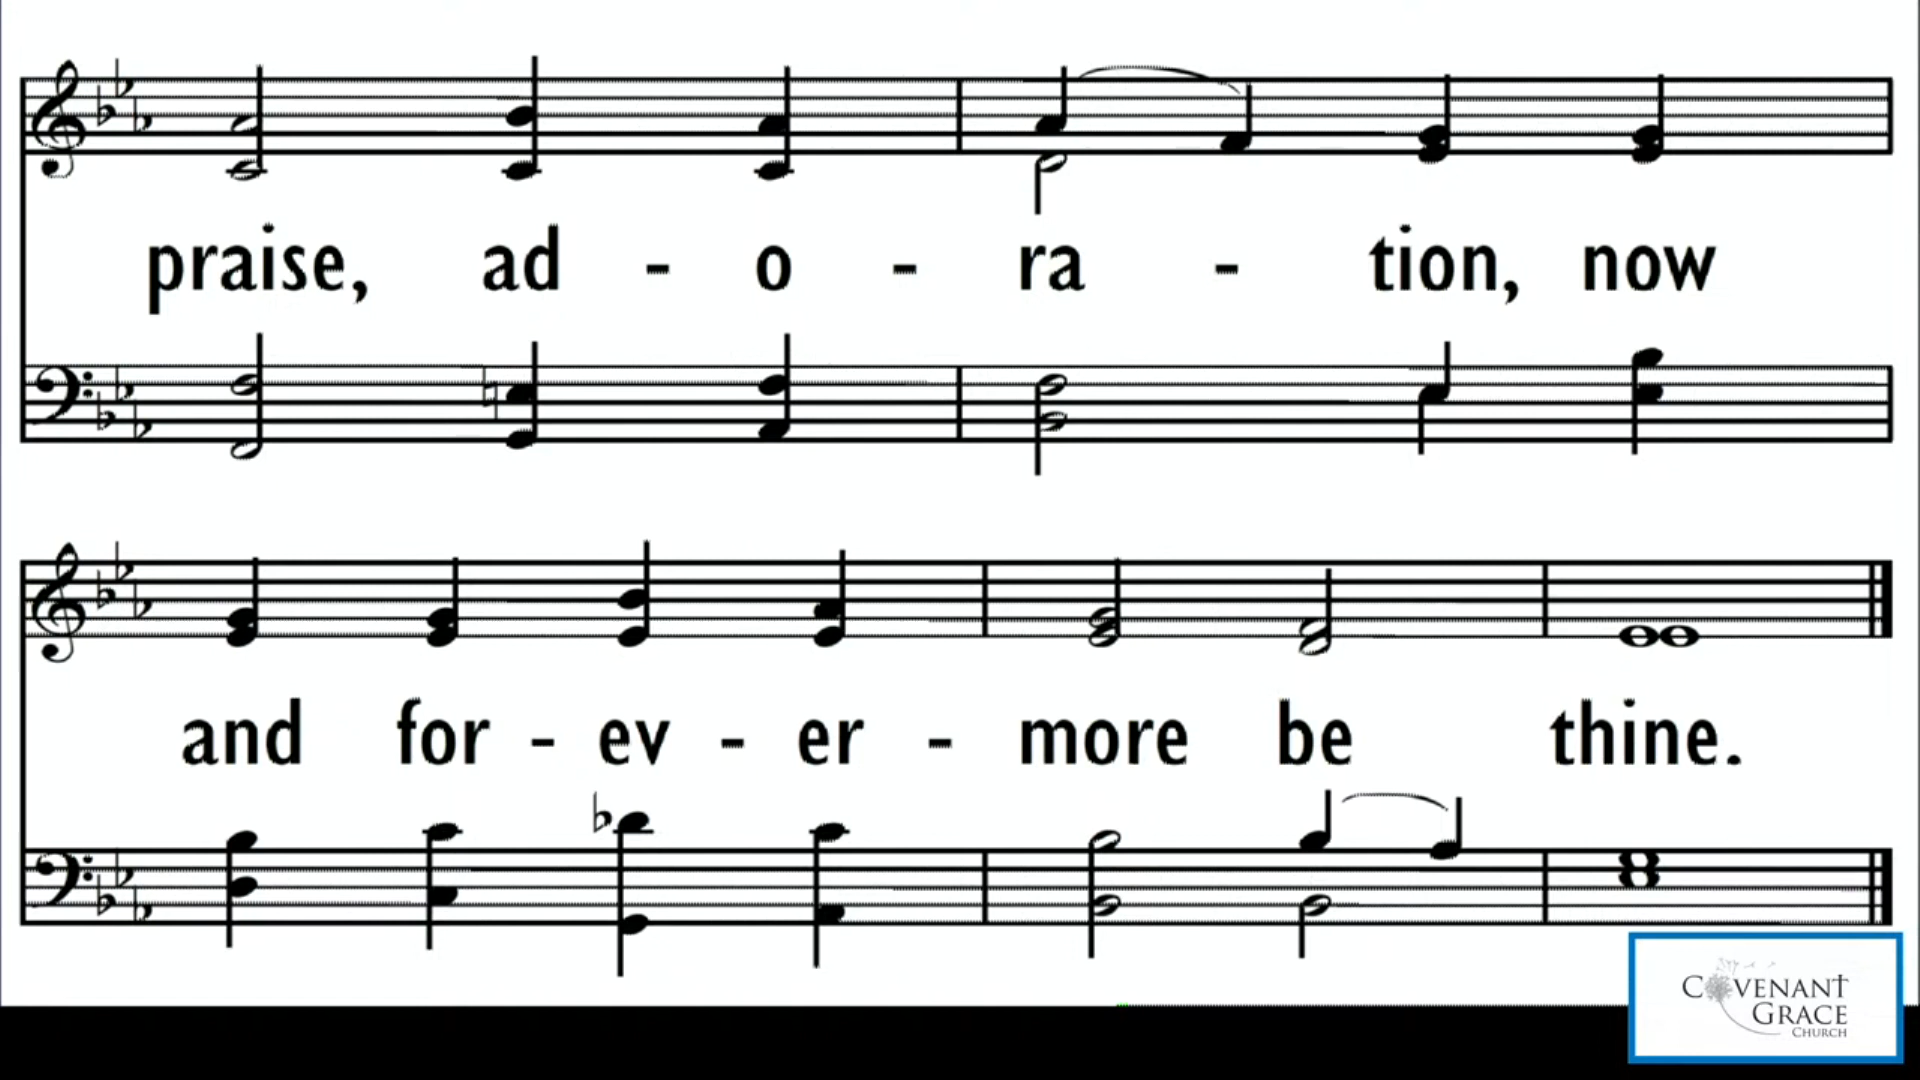 praise, ad - o - ra - tion, now
and for - ev - er - more be thine.
COVENANT
GRACE
CHURCH